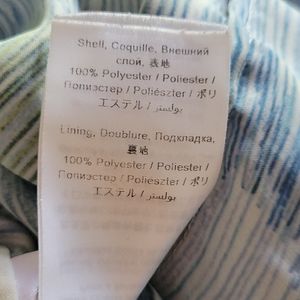 Shell, Coquille, Внешний
слой, 表地
100% Polyester / Poliester /
Полиэстер / Poliészter / ポリ
エステル / بوليستر
Lining, Doublure, Подкладка,
裏地
100% Polyester / Poliester /
Полиэстер / Poliészter / ポリ
エステル / بوليستر